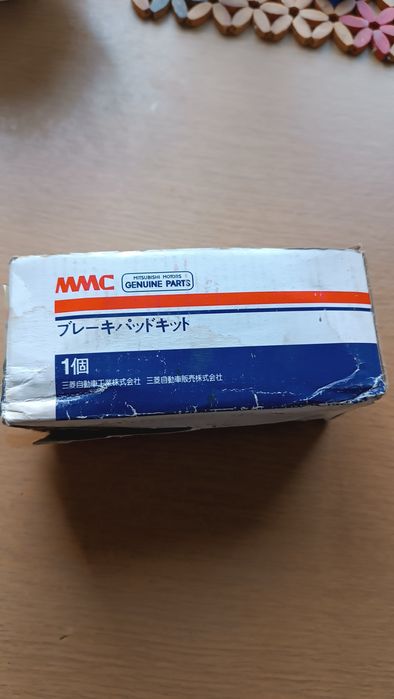 MMC
MITSUBISHI MOTORS
GENUINE PARTS
ブレーキパッドキット
1個
三菱自動車工業株式会社 三菱自動車販売株式会社